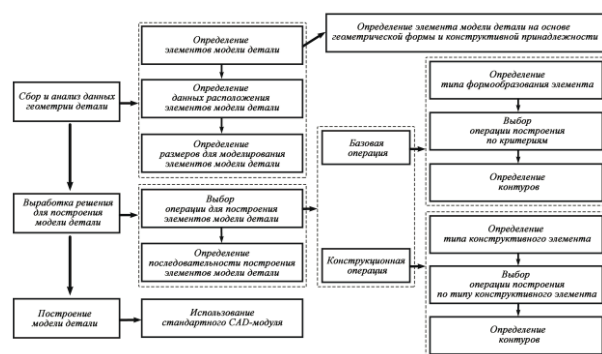 Определение
элементов модели детали
Определение элемента модели детали на основе
геометрической формы и конструктивной принадлежности
Сбор и анализ данных
геометрии детали
Определение
данных расположения
элементов модели детали
Определение
размеров для моделирования
элементов модели детали
Выработка решения
для построения
модели детали
Выбор
операции для построения
элементов модели детали
Определение
последовательности построения
элементов модели детали
Построение
модели детали
Использование
стандартного CAD-модуля
Базовая
операция
Конструкционная
операция
Определение
типа формообразования элемента
Выбор
операции построения
по критериям
Определение
контуров
Определение
типа конструктивного элемента
Выбор
операции построения
по типу конструктивного элемента
Определение
контуров